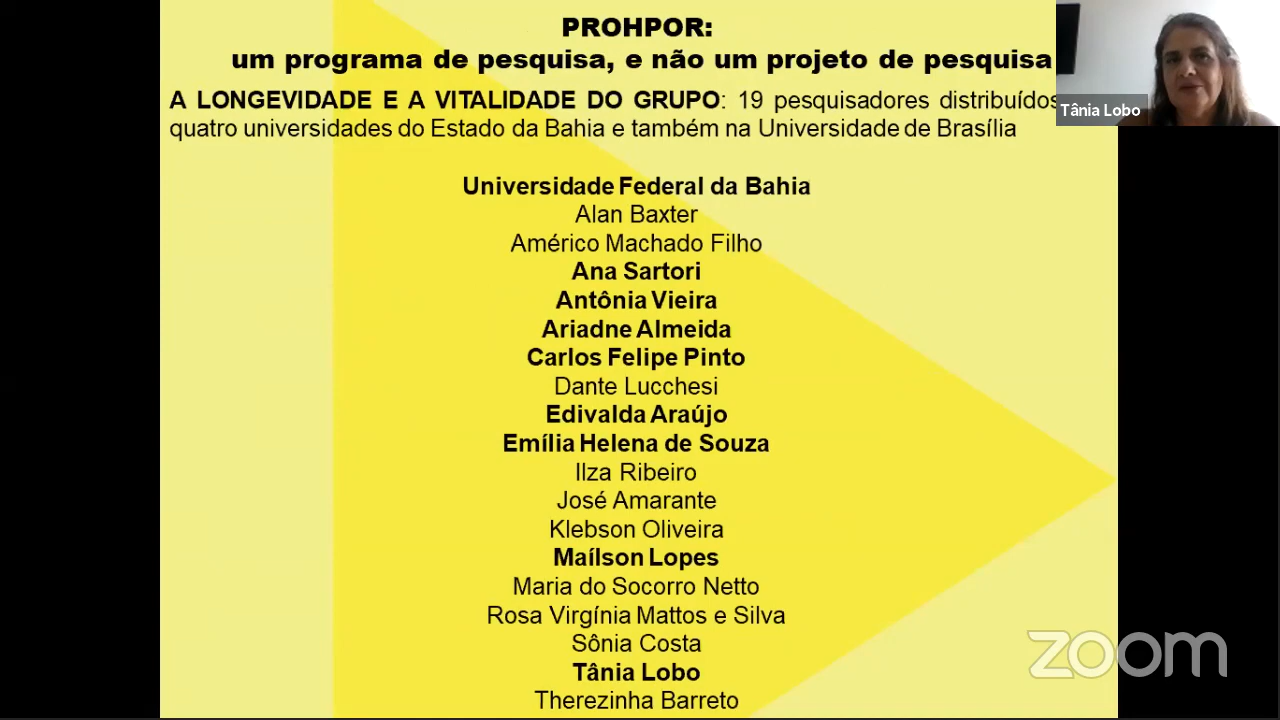 PROHPOR:
um programa de pesquisa, e não um projeto de pesquisa
A LONGEVIDADE E A VITALIDADE DO GRUPO: 19 pesquisadores distribuídos
quatro universidades do Estado da Bahia e também na Universidade de Brasília
Tânia Lobo
Universidade Federal da Bahia
Alan Baxter
Américo Machado Filho
Ana Sartori
Antônia Vieira
Ariadne Almeida
Carlos Felipe Pinto
Dante Lucchesi
Edivalda Araújo
Emília Helena de Souza
Ilza Ribeiro
José Amarante
Klebson Oliveira
Maílson Lopes
Maria do Socorro Netto
Rosa Virgínia Mattos e Silva
Sônia Costa
Tânia Lobo
Therezinha Barreto
zoom